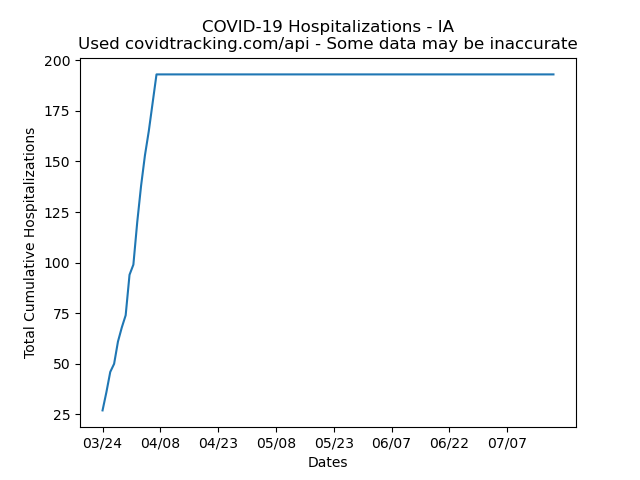 COVID-19 Hospitalizations - IA
Used covidtracking.com/api - Some data may be inaccurate
200
175
150
125
100
75
50
25
Total Cumulative Hospitalizations
03/24 04/08 04/23 05/08 05/23 06/07 06/22 07/07
Dates